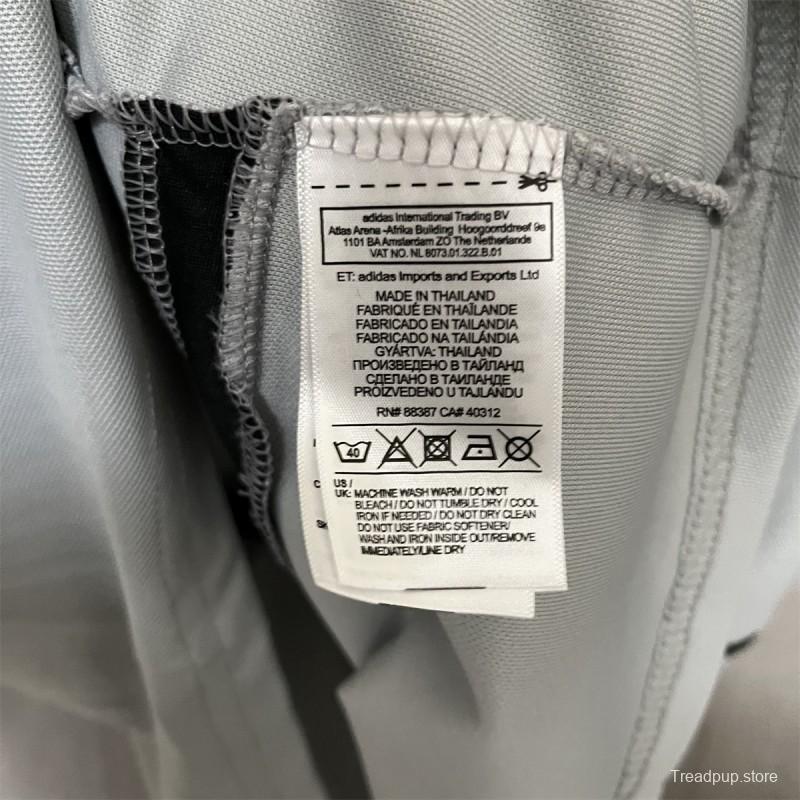 adidas International Trading BV
Atlas Arena -Afrika Building Hoogoorddreef 9e
1101 BA Amsterdam ZO The Netherlands
VAT NO. NL 8073.01.322.B.01
ET: adidas Imports and Exports Ltd
MADE IN THAILAND
FABRIQUÉ EN THAÏLANDE
FABRICADO EN TAILANDIA
FABRICADO NA TAILÂNDIA
GYÁRTVA: THAILAND
ПРОИЗВЕДЕНО В ТАЙЛАНД
СДЕЛАНО В ТАИЛАНДЕ
PROIZVEDENO U TAJLANDU
RN# 88387 CA# 40312
40
US /
UK: MACHINE WASH WARM / DO NOT
BLEACH / DO NOT TUMBLE DRY / COOL
IRON IF NEEDED / DO NOT DRY CLEAN
DO NOT USE FABRIC SOFTENER/
WASH AND IRON INSIDE OUT/REMOVE
IMMEDIATELY/LINE DRY
Treadpup.store